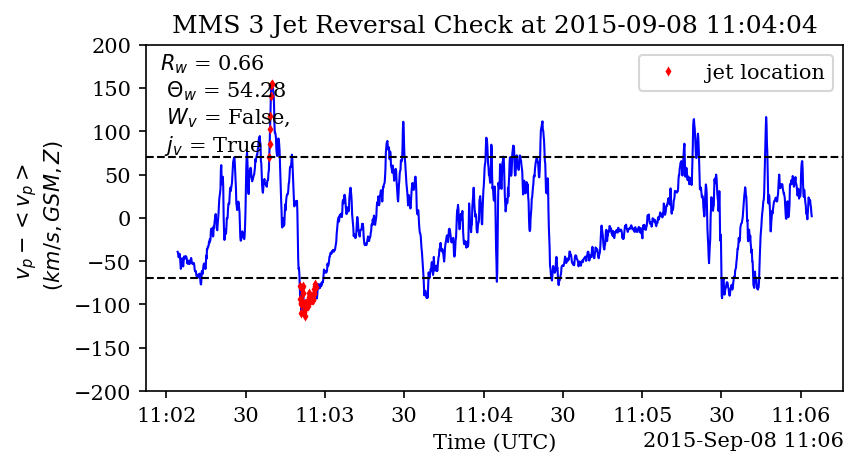 MMS 3 Jet Reversal Check at 2015-09-08 11:04:04
R_w = 0.66
Θ_w = 54.28
W_v = False,
j_v = True
jet location
200
150
100
50
0
−50
−100
−150
−200
v_p − < v_p >
(km/s, GSM, Z)
11:02 30 11:03 30 11:04 30 11:05 30 11:06
Time (UTC)
2015-Sep-08 11:06